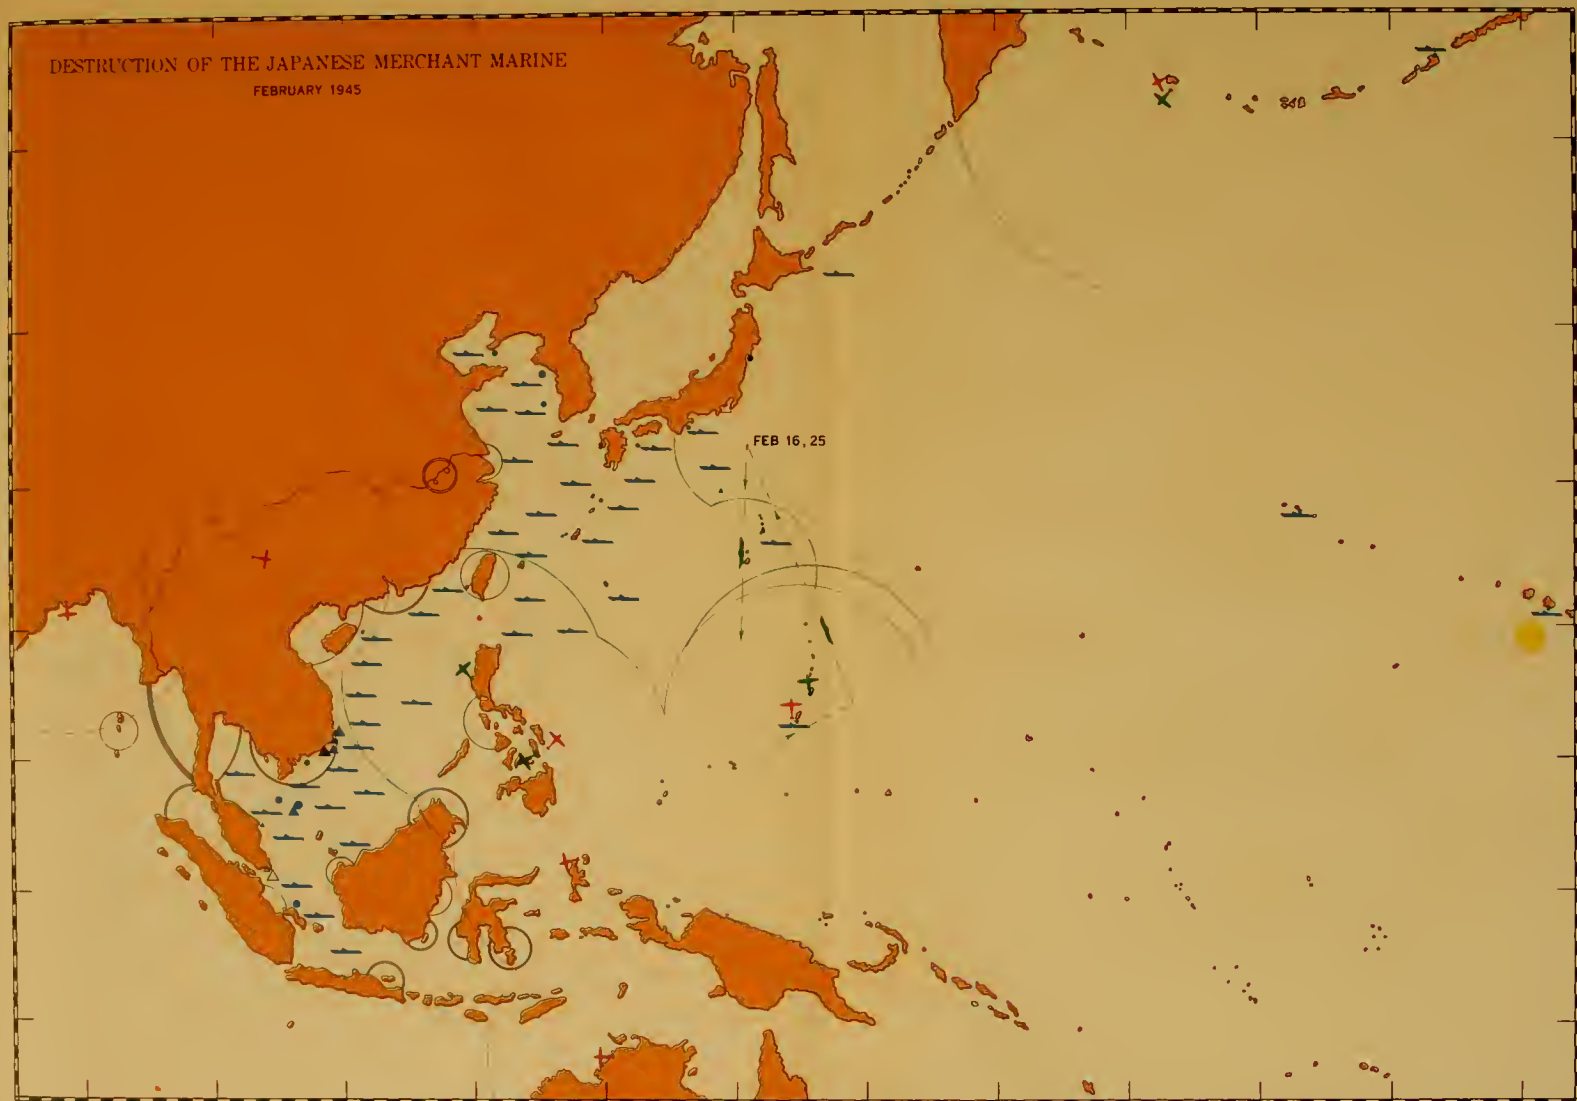 DESTRUCTION OF THE JAPANESE MERCHANT MARINE
FEBRUARY 1945
FEB 16, 25